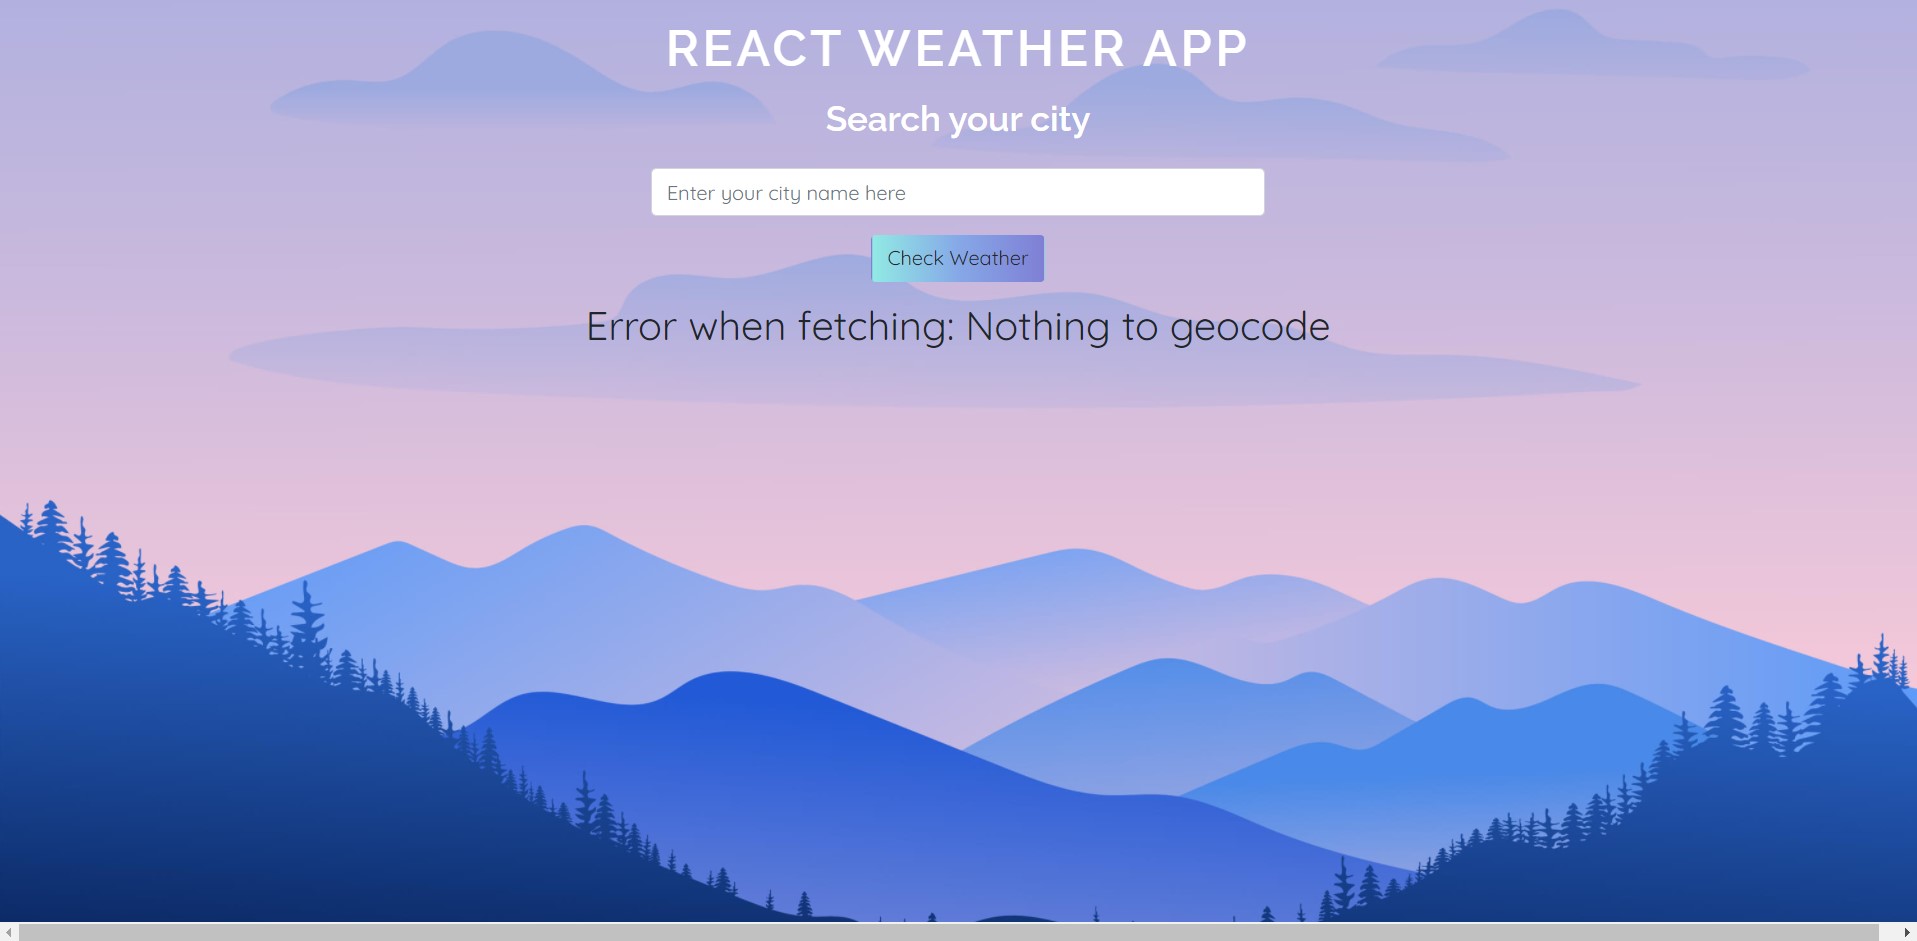 REACT WEATHER APP
Search your city
Enter your city name here
Check Weather
Error when fetching: Nothing to geocode